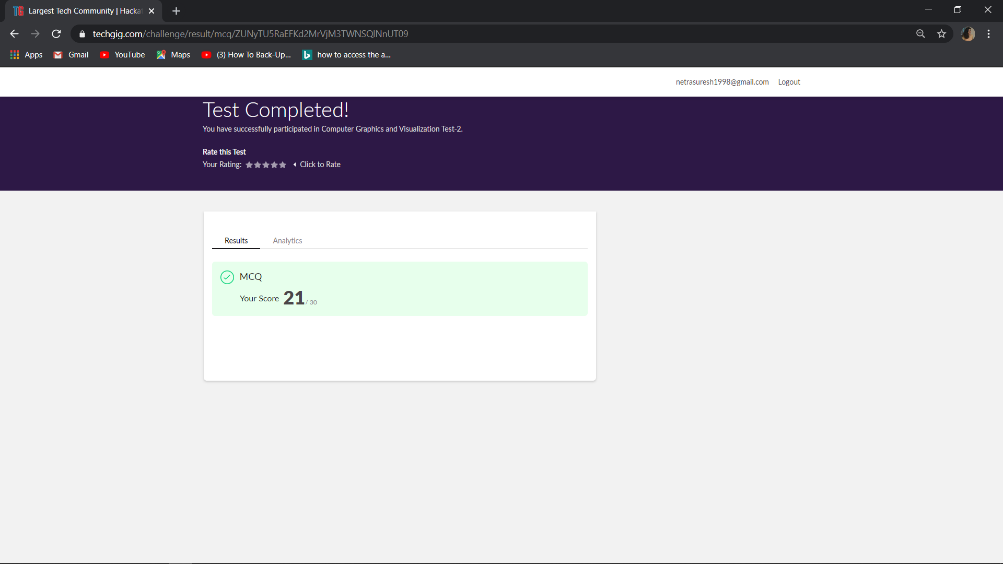 Largest Tech Community | Hacka
techgig.com/challenge/result/mcq/ZUNyTU5RaEFKd2MrVjM3TWNSQlNnUT09
Apps Gmail YouTube Maps (3) How To Back-Up... how to access the a...
netrasuresh1998@gmail.com Logout
Test Completed!
You have successfully participated in Computer Graphics and Visualization Test-2.
Rate this Test
Your Rating: Click to Rate
Results Analytics
MCQ
Your Score 21 / 30